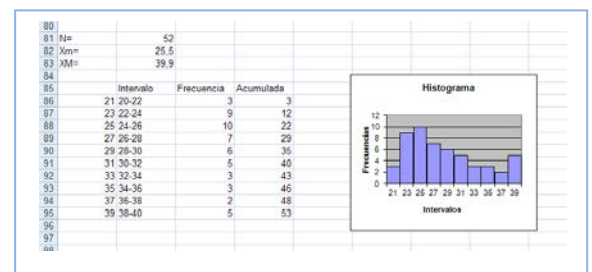 80
81 N= 52
82 Xm= 25,5
83 XM= 39,9
84
85 Intervalo Frecuencia Acumulada
86 21 20-22 3 3
87 23 22-24 9 12
88 25 24-26 10 22
89 27 26-28 7 29
90 29 28-30 6 35
91 31 30-32 5 40
92 33 32-34 3 43
93 35 34-36 3 46
94 37 36-38 2 48
95 39 38-40 5 53
96
97
98
Histograma
Frecuencias
12
10
8
6
4
2
0
21 23 25 27 29 31 33 35 37 39
Intervalos